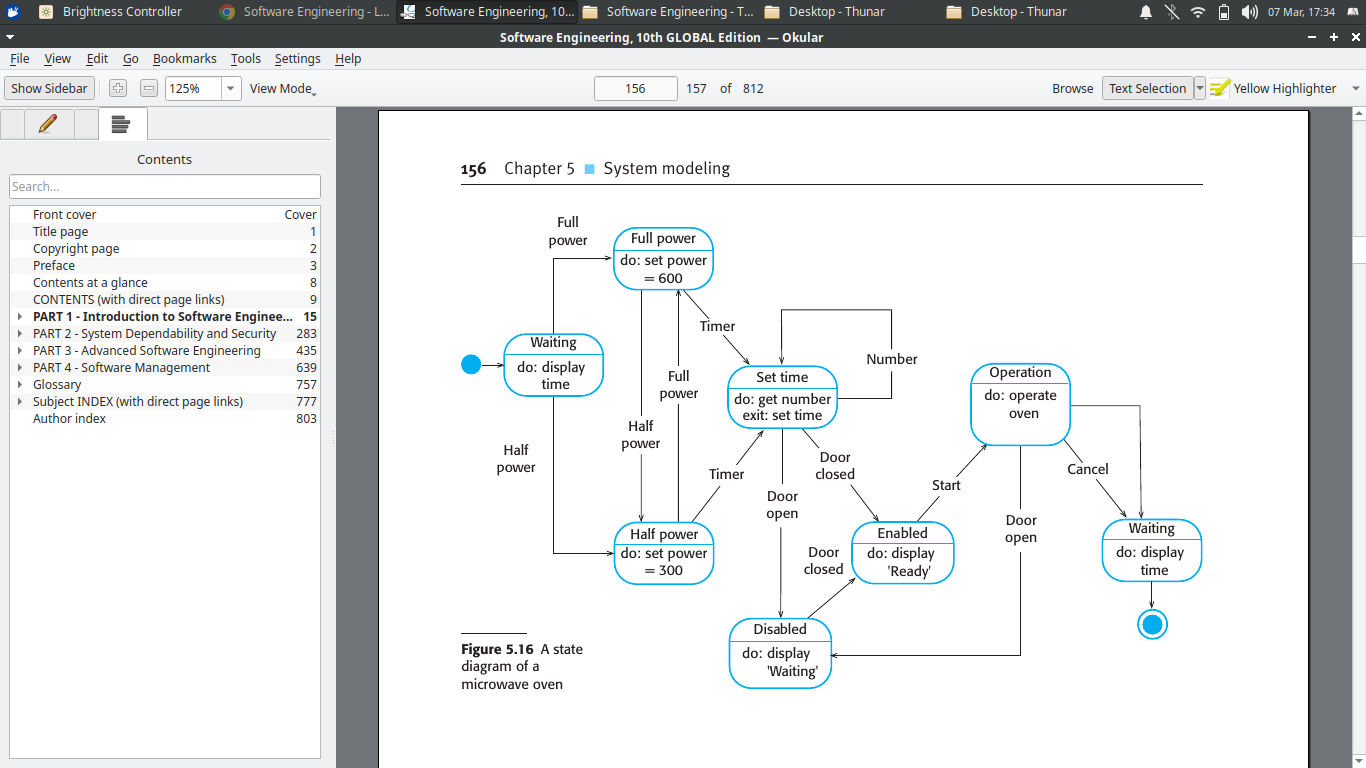 Brightness Controller
Software Engineering - L...
Software Engineering, 10...
Software Engineering - T...
Desktop - Thunar
Desktop - Thunar
07 Mar, 17:34
Software Engineering, 10th GLOBAL Edition — Okular
File View Edit Go Bookmarks Tools Settings Help
Show Sidebar
125%
View Mode
156
157 of 812
Browse
Text Selection
Yellow Highlighter
Contents
Search...
Front cover Cover
Title page 1
Copyright page 2
Preface 3
Contents at a glance 8
CONTENTS (with direct page links) 9
PART 1 - Introduction to Software Enginee... 15
PART 2 - System Dependability and Security 283
PART 3 - Advanced Software Engineering 435
PART 4 - Software Management 639
Glossary 757
Subject INDEX (with direct page links) 777
Author index 803
156 Chapter 5 ■ System modeling
Full
power
Full power
do: set power
= 600
Timer
Waiting
do: display
time
Full
power
Half
power
Half
power
Half power
do: set power
= 300
Timer
Set time
do: get number
exit: set time
Number
Door
open
Door
closed
Door
closed
Disabled
do: display
'Waiting'
Enabled
do: display
'Ready'
Start
Operation
do: operate
oven
Door
open
Cancel
Waiting
do: display
time
Figure 5.16 A state
diagram of a
microwave oven